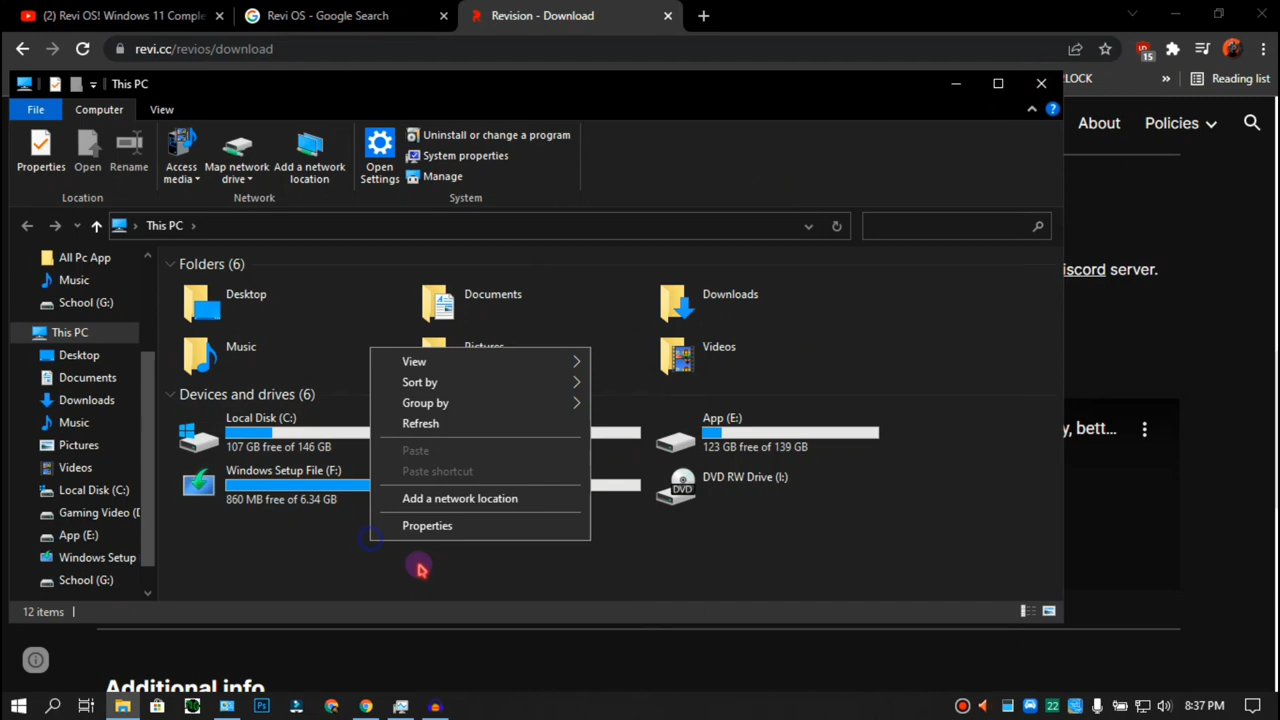 (2) Revi OS! Windows 11 Comple
Revi OS - Google Search
Revision - Download
revi.cc/revios/download
15
LOCK
Reading list
This PC
File
Computer
View
About
Policies
Properties
Open
Rename
Access media
Map network drive
Add a network location
Open Settings
Uninstall or change a program
System properties
Manage
Location
Network
System
This PC
All Pc App
Music
School (G:)
This PC
Desktop
Documents
Downloads
Music
Pictures
Videos
Local Disk (C:)
Gaming Video (D
App (E:)
Windows Setup
School (G:)
Folders (6)
Desktop
Documents
Downloads
Music
Pictures
Videos
Devices and drives (6)
Local Disk (C:)
107 GB free of 146 GB
App (E:)
123 GB free of 139 GB
Windows Setup File (F:)
860 MB free of 6.34 GB
DVD RW Drive (I:)
DVD
View
Sort by
Group by
Refresh
Paste
Paste shortcut
Add a network location
Properties
iscord server.
y, bett...
12 items
Additional info
22
8:37 PM